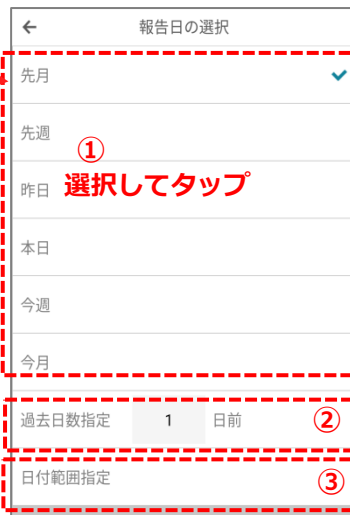 ← 報告日の選択
先月
先週
①
選択してタップ
昨日
本日
今週
今月
過去日数指定 1 日前 ②
日付範囲指定 ③